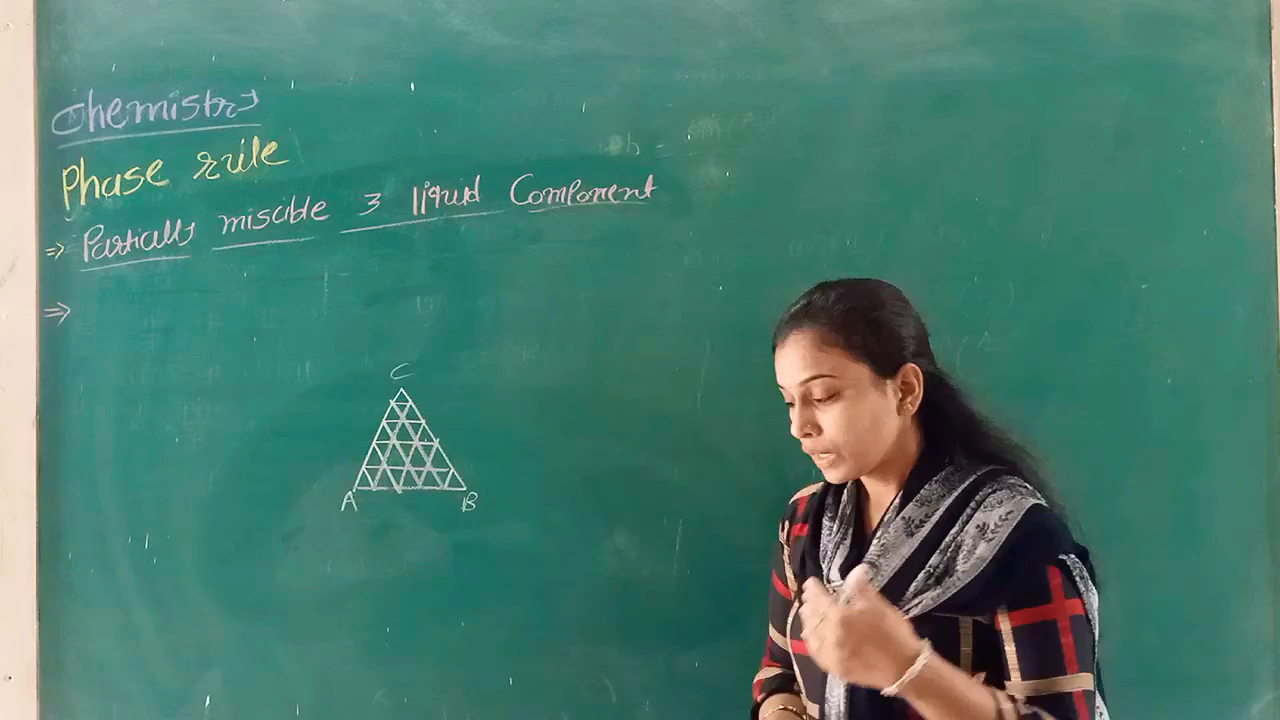 Chemistry
Phase rule
⇒ Partially miscible 3 liquid Component
⇒
C
A B